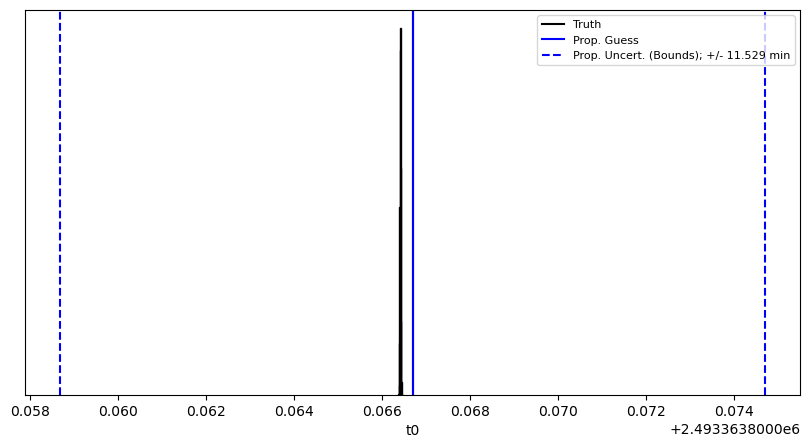 Truth
Prop. Guess
Prop. Uncert. (Bounds); +/- 11.529 min
0.058 0.060 0.062 0.064 0.066 0.068 0.070 0.072 0.074
t0
+2.4933638000e6